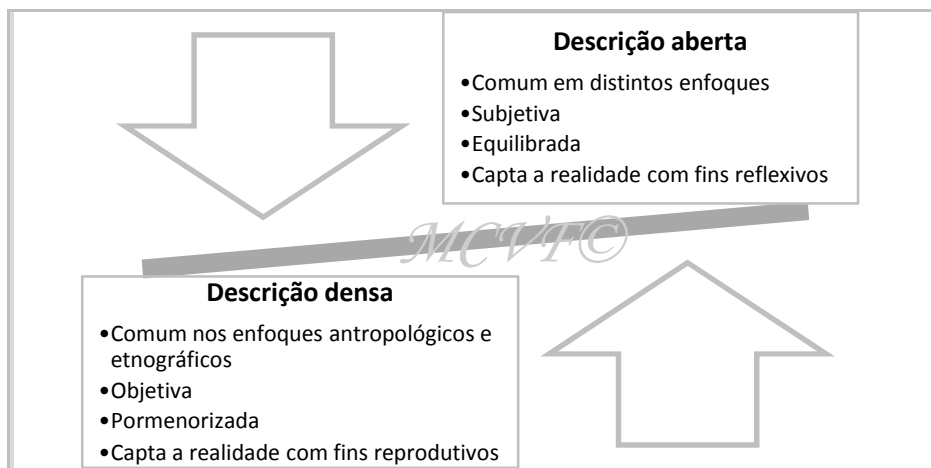 Descrição aberta
•Comum em distintos enfoques
•Subjetiva
•Equilibrada
•Capta a realidade com fins reflexivos
MCVF©
Descrição densa
•Comum nos enfoques antropológicos e
etnográficos
•Objetiva
•Pormenorizada
•Capta a realidade com fins reprodutivos